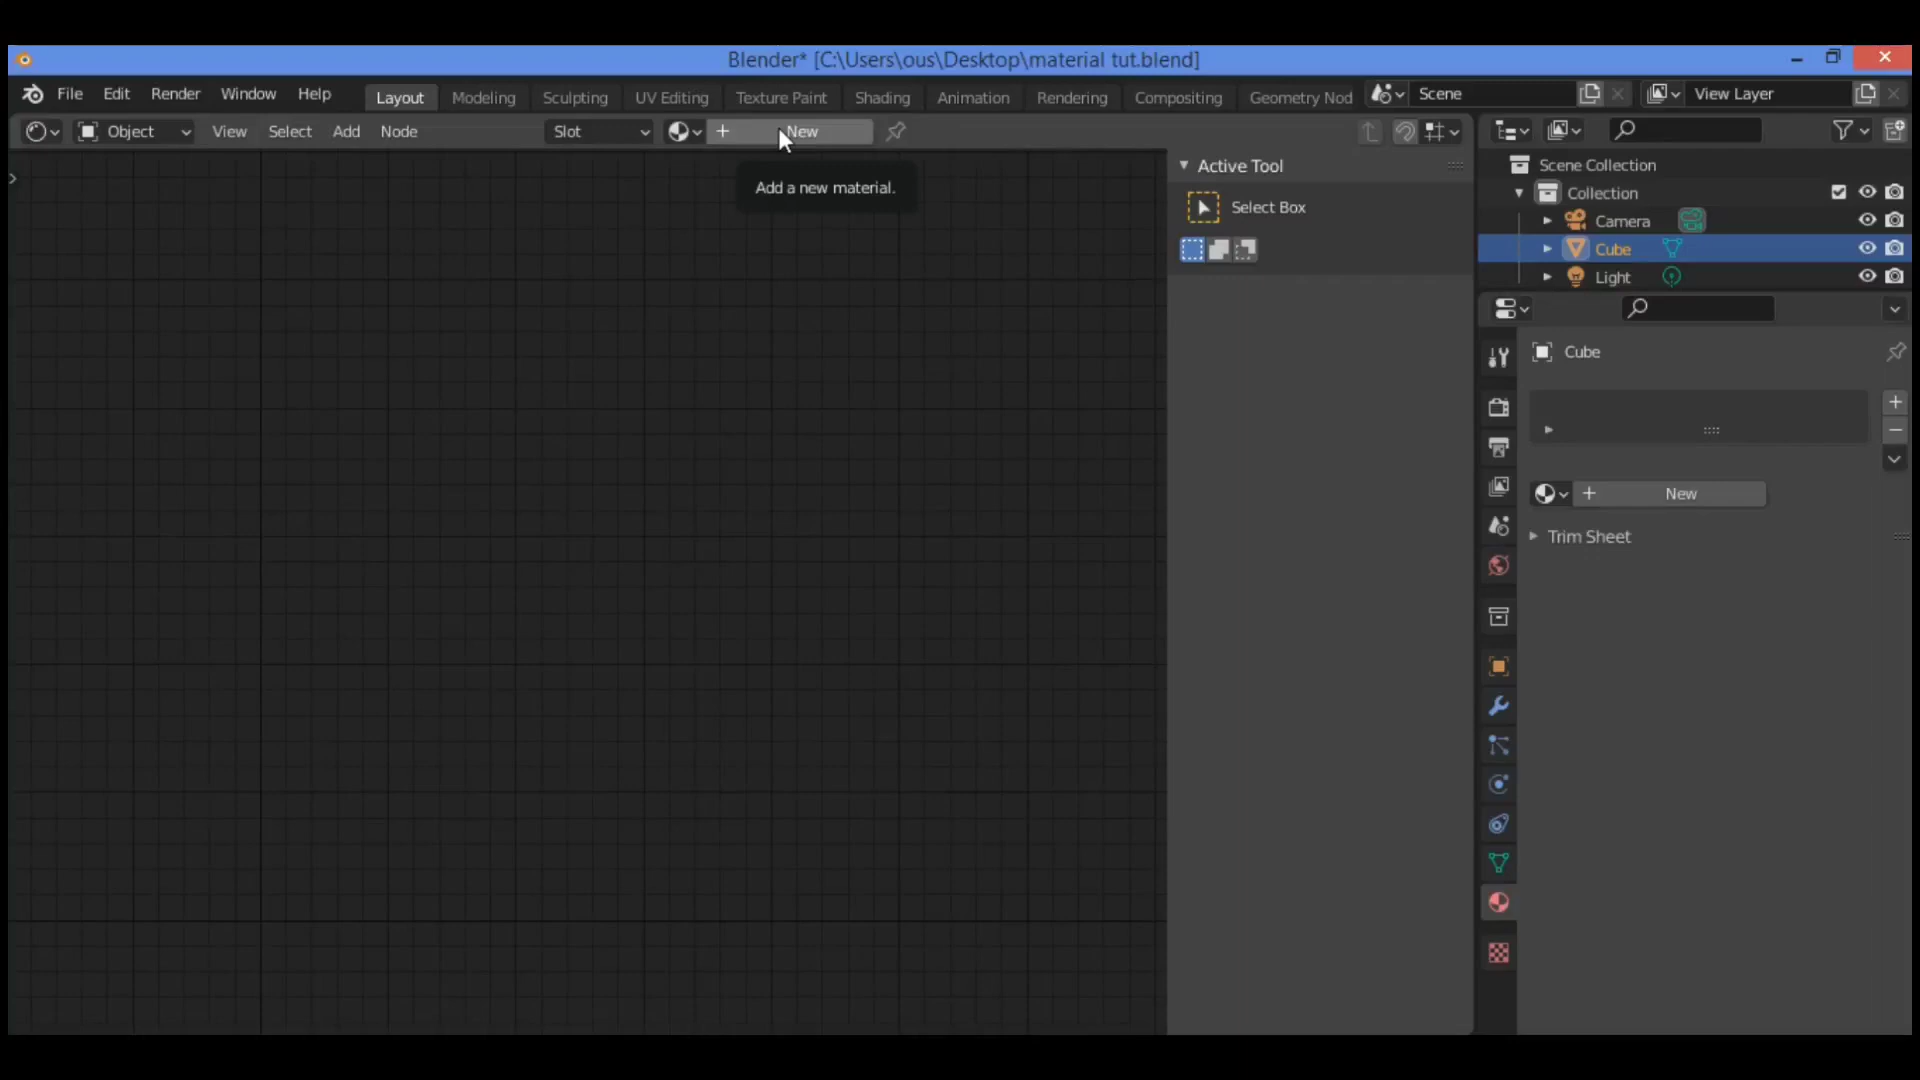 Blender* [C:\Users\ous\Desktop\material tut.blend]
File Edit Render Window Help Layout Modeling Sculpting UV Editing Texture Paint Shading Animation Rendering Compositing Geometry Nod Scene View Layer
Object View Select Add Node Slot New
Add a new material.
Active Tool
Select Box
Scene Collection
Collection
Camera
Cube
Light
Cube
New
Trim Sheet